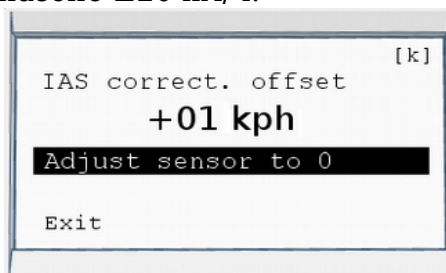 [k]
IAS correct. offset
+01 kph
Adjust sensor to 0
Exit